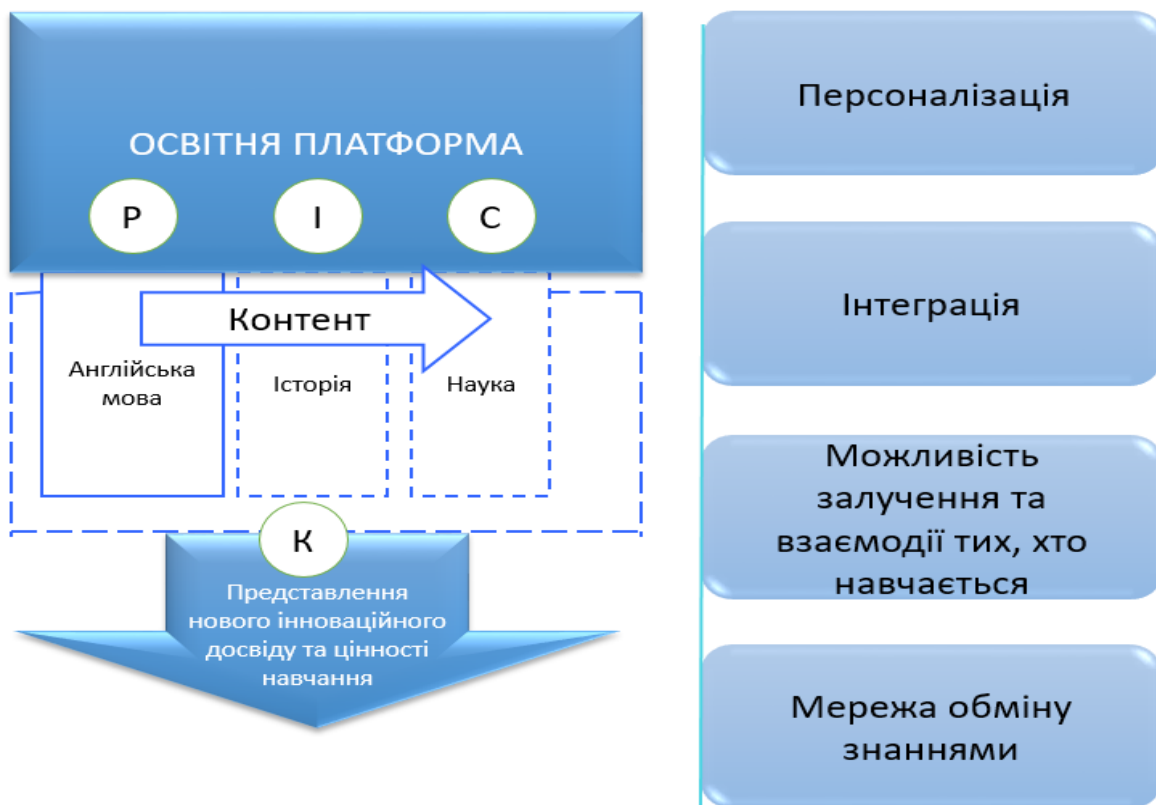 ОСВІТНЯ ПЛАТФОРМА
Р І С
Контент
Англійська
мова
Історія
Наука
К
Представлення
нового інноваційного
досвіду та цінності
навчання
Персоналізація
Інтеграція
Можливість
залучення та
взаємодії тих, хто
навчається
Мережа обміну
знаннями